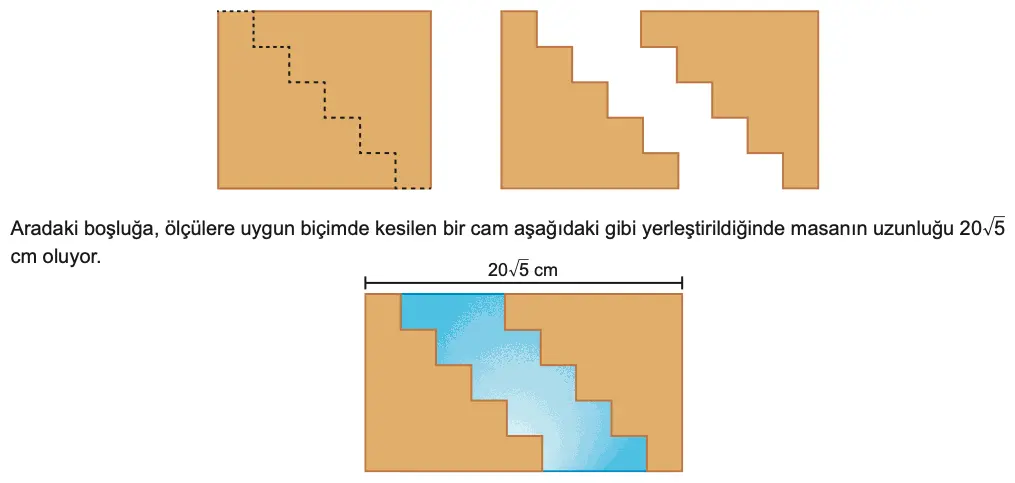 Aradaki boşluğa, ölçülere uygun biçimde kesilen bir cam aşağıdaki gibi yerleştirildiğinde masanın uzunluğu 20√5
cm oluyor.
20√5 cm